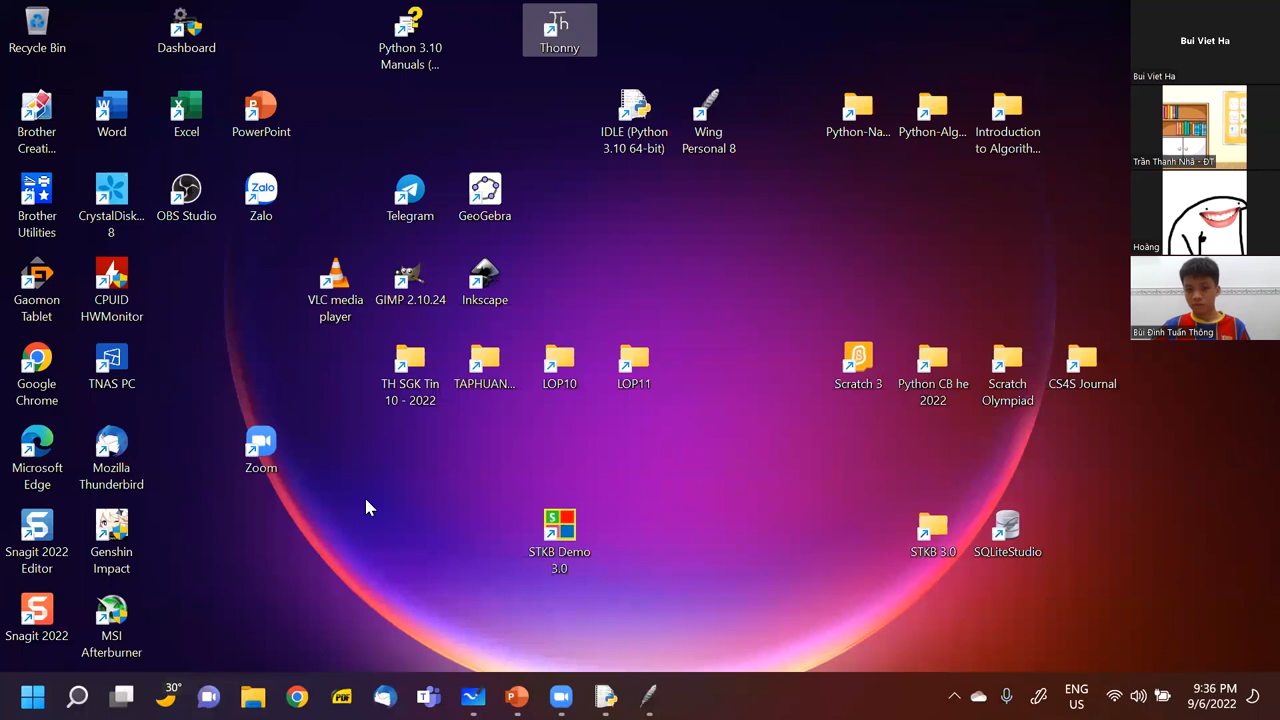 Recycle Bin
Dashboard
Python 3.10
Manuals (...
Th
Thonny
Brother
Creati...
Word
Excel
PowerPoint
IDLE (Python
3.10 64-bit)
Wing
Personal 8
Python-Na...
Python-Alg...
Introduction
to Algorith...
Brother
Utilities
CrystalDisk...
8
OBS Studio
Zalo
Zalo
Telegram
GeoGebra
Gaomon
Tablet
CPUID
HWMonitor
VLC media
player
GIMP 2.10.24
Inkscape
Google
Chrome
TNAS PC
TH SGK Tin
10 - 2022
TAPHUAN...
LOP10
LOP11
Scratch 3
Python CB he
2022
Scratch
Olympiad
CS4S Journal
Microsoft
Edge
Mozilla
Thunderbird
Zoom
Snagit 2022
Editor
Genshin
Impact
S
STKB Demo
3.0
STKB 3.0
SQLiteStudio
Snagit 2022
MSI
Afterburner
Bui Viet Ha
Bui Viet Ha
Trần Thạnh Nhã - ĐT
Hoàng
Bùi Đình Tuấn Thông
30°
PDF
ENG
US
9:36 PM
9/6/2022